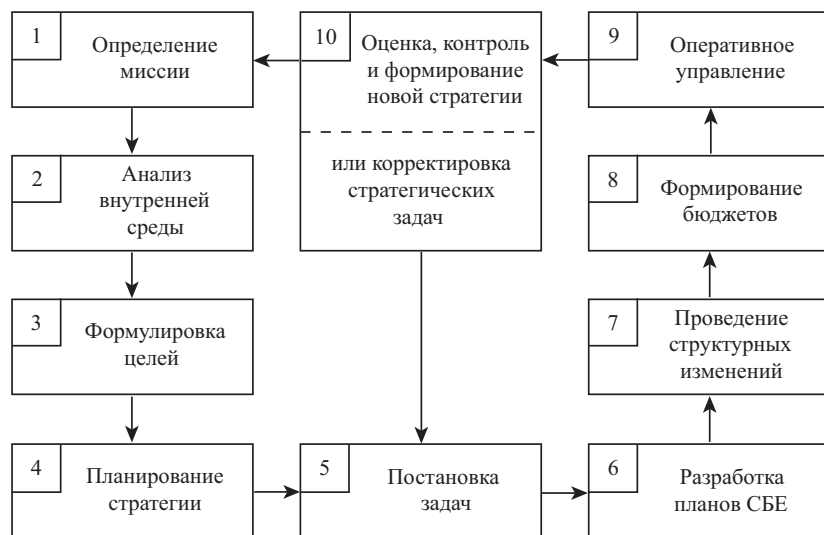 1
Определение
миссии
2
Анализ
внутренней
среды
3
Формулировка
целей
4
Планирование
стратегии
5
Постановка
задач
6
Разработка
планов СБЕ
7
Проведение
структурных
изменений
8
Формирование
бюджетов
9
Оперативное
управление
10
Оценка, контроль
и формирование
новой стратегии
или корректировка
стратегических
задач